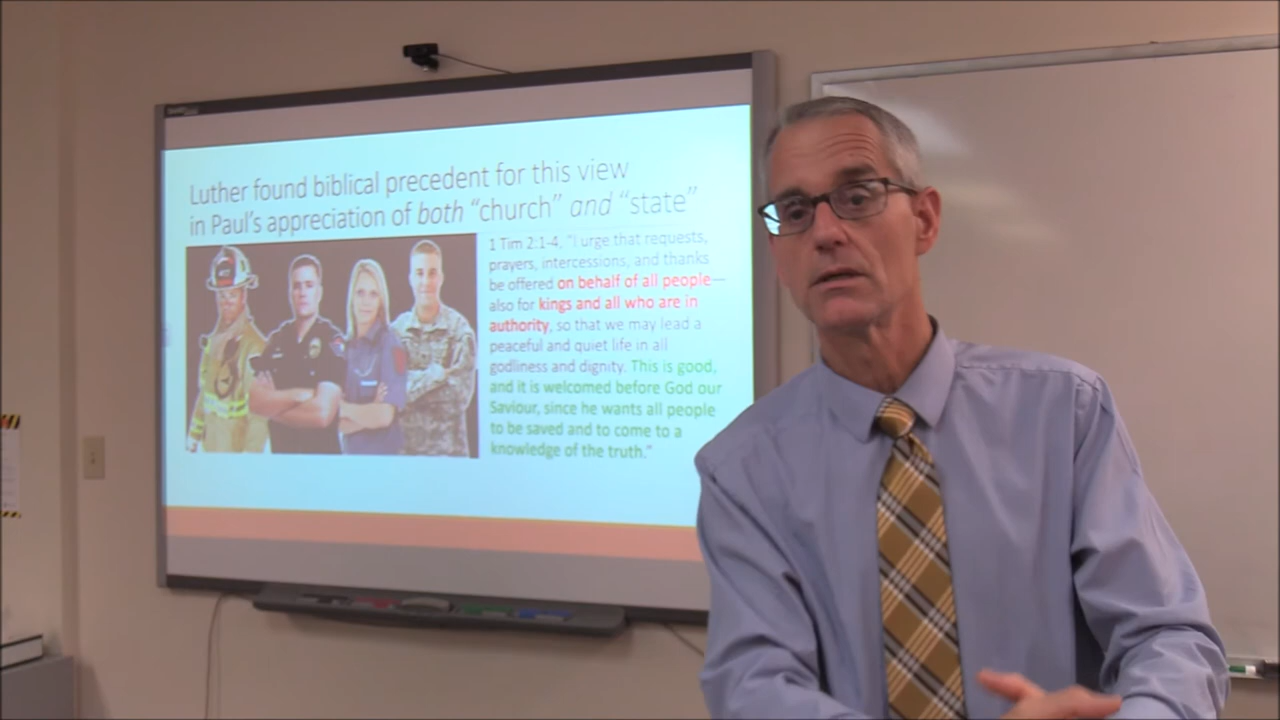 Luther found biblical precedent for this view
in Paul's appreciation of both "church" and "state"
1 Tim 2:1-4, "I urge that requests,
prayers, intercessions, and thanks
be offered on behalf of all people—
also for kings and all who are in
authority, so that we may lead a
peaceful and quiet life in all
godliness and dignity. This is good,
and it is welcomed before God our
Saviour, since he wants all people
to be saved and to come to a
knowledge of the truth."